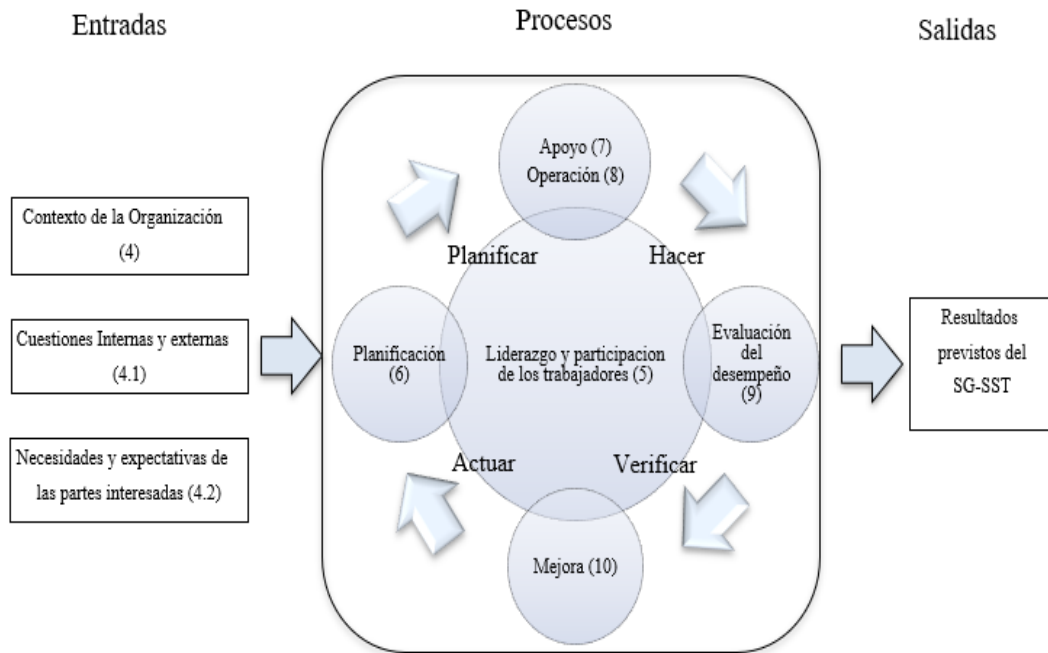 Entradas
Procesos
Salidas
Contexto de la Organización
(4)
Cuestiones Internas y externas
(4.1)
Necesidades y expectativas de
las partes interesadas (4.2)
Apoyo (7)
Operación (8)
Planificar
Hacer
Planificación
(6)
Liderazgo y participacion
de los trabajadores (5)
Evaluación
del
desempeño
(9)
Actuar
Verificar
Mejora (10)
Resultados
previstos del
SG-SST